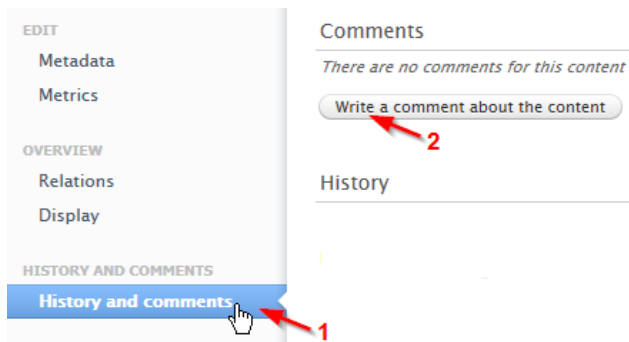 EDIT
Metadata
Metrics
OVERVIEW
Relations
Display
HISTORY AND COMMENTS
History and comments
1
Comments
There are no comments for this content
Write a comment about the content
2
History